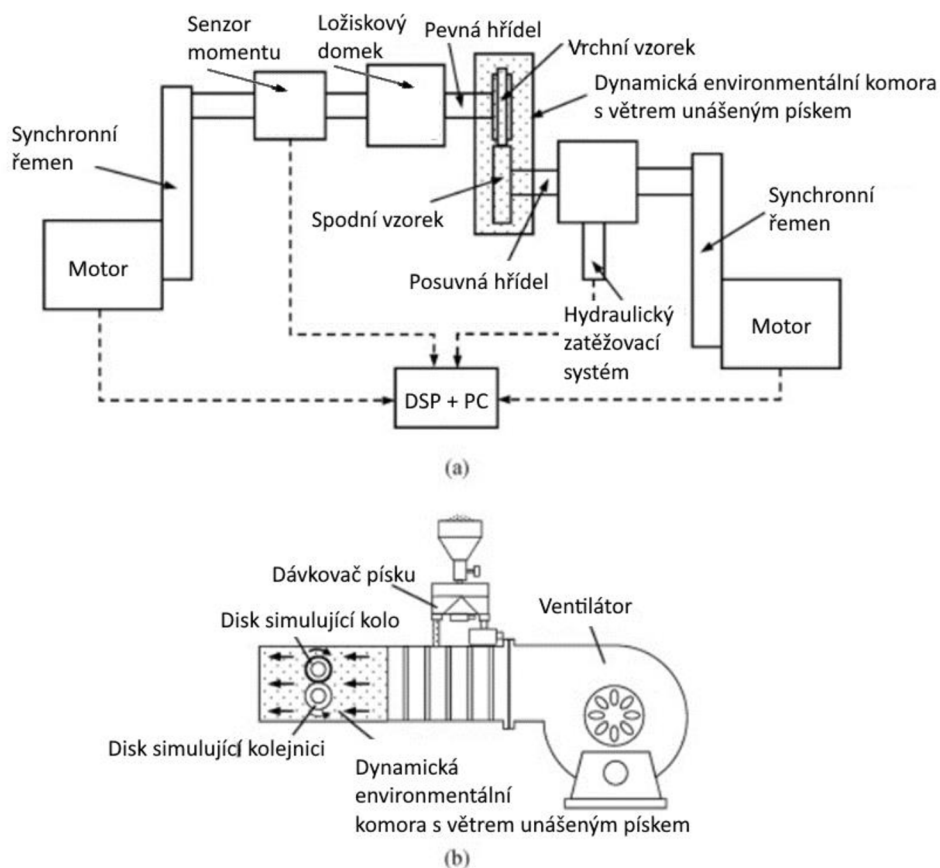 Senzor
momentu
Ložiskový
domek
Pevná hřídel
Vrchní vzorek
Dynamická environmentální komora
s větrem unášeným pískem
Synchronní
řemen
Spodní vzorek
Synchronní
řemen
Motor
Posuvná hřídel
Hydraulický
zatěžovací
systém
Motor
DSP + PC
(a)
Dávkovač písku
Disk simulující kolo
Ventilátor
Disk simulující kolejnici
Dynamická
environmentální
komora s větrem unášeným pískem
(b)